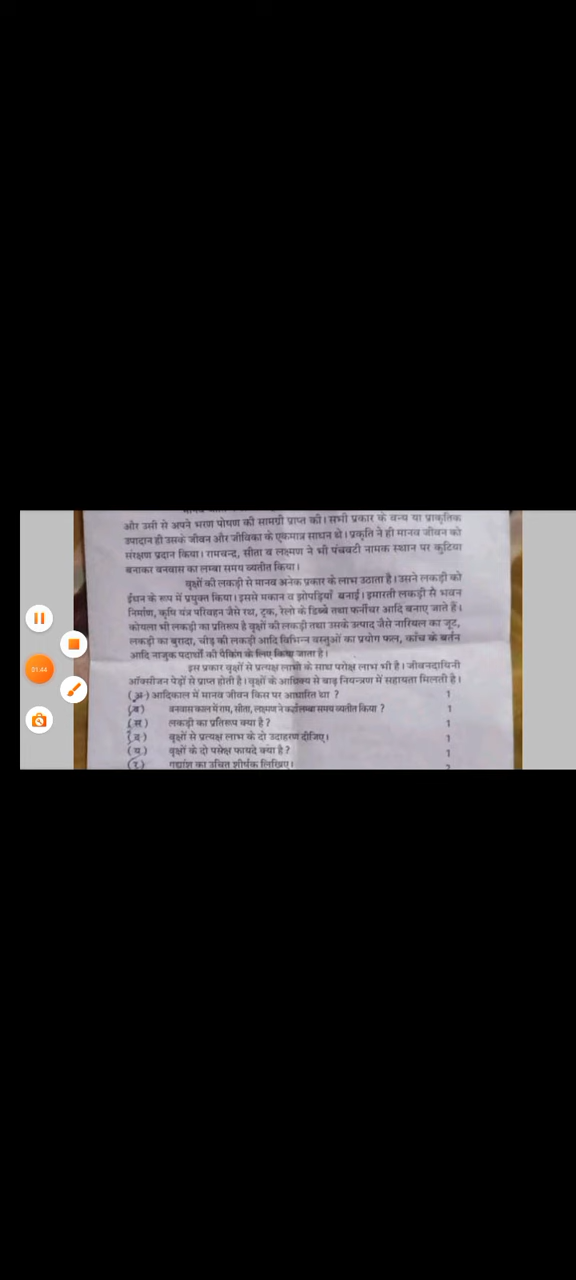 और उसी से अपने भरण पोषण की सामग्री प्राप्त की। सभी प्रकार के वन्य या प्राकृतिक
उपादान ही उसके जीवन और जीविका के एकमात्र साधन थे। प्रकृति ने ही मानव जीवन को
संरक्षण प्रदान किया। रामचन्द्र, सीता व लक्ष्मण ने भी पंचवटी नामक स्थान पर कुटिया
बनाकर बनवास का लम्बा समय व्यतीत किया।
वृक्षों की लकड़ी से मानव अनेक प्रकार के लाभ उठाता है। उसने लकड़ी को
ईंधन के रूप में प्रयुक्त किया। इससे मकान व झोपड़ियाँ बनाई। इमारती लकड़ी से भवन
निर्माण, कृषि यंत्र परिवहन जैसे रथ, ट्रक, रेलो के डिब्बे तथा फर्नीचर आदि बनाए जाते हैं।
कोयला भी लकड़ी का प्रतिरूप है वृक्षों की लकड़ी तथा उसके उत्पाद जैसे नारियल का जूट,
लकड़ी का बुरादा, चीड़ की लकड़ी आदि विभिन्न वस्तुओं का प्रयोग फल, काँच के बर्तन
आदि नाजुक पदार्थों की पैकिंग के लिए किया जाता है।
इस प्रकार वृक्षों से प्रत्यक्ष लाभो के साथ परोक्ष लाभ भी है। जीवनदायिनी
ऑक्सीजन पेड़ों से प्राप्त होती है। वृक्षों के आधिक्य से बाढ़ नियन्त्रण में सहायता मिलती है।
(अ) आदिकाल में मानव जीवन किस पर आधारित था ? 1
(ब) बनवास काल में राम, सीता, लक्ष्मण ने कहाँ लम्बा समय व्यतीत किया ? 1
(स) लकड़ी का प्रतिरूप क्या है ? 1
(द) वृक्षों से प्रत्यक्ष लाभ के दो उदाहरण दीजिए। 1
(य) वृक्षों के दो परोक्ष फायदे क्या है ? 1
(र) गद्यांश का उचित शीर्षक लिखिए।
01:44